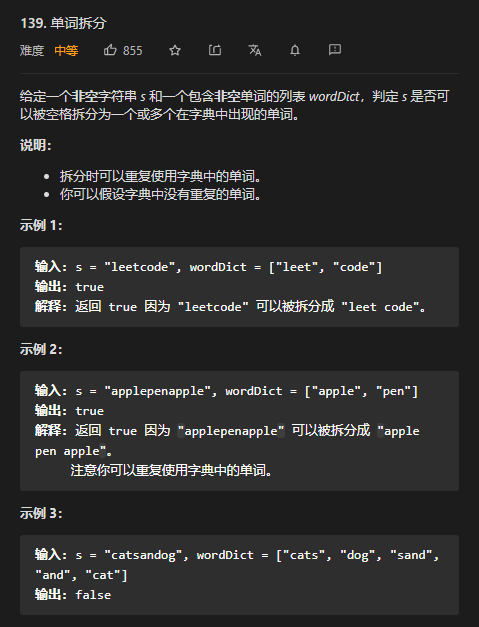 139. 单词拆分
难度 中等 855
给定一个非空字符串 s 和一个包含非空单词的列表 wordDict，判定 s 是否可
以被空格拆分为一个或多个在字典中出现的单词。
说明：
• 拆分时可以重复使用字典中的单词。
• 你可以假设字典中没有重复的单词。
示例 1：
输入: s = "leetcode", wordDict = ["leet", "code"]
输出: true
解释: 返回 true 因为 "leetcode" 可以被拆分成 "leet code"。
示例 2：
输入: s = "applepenapple", wordDict = ["apple", "pen"]
输出: true
解释: 返回 true 因为 "applepenapple" 可以被拆分成 "apple
pen apple"。
注意你可以重复使用字典中的单词。
示例 3：
输入: s = "catsandog", wordDict = ["cats", "dog", "sand",
"and", "cat"]
输出: false